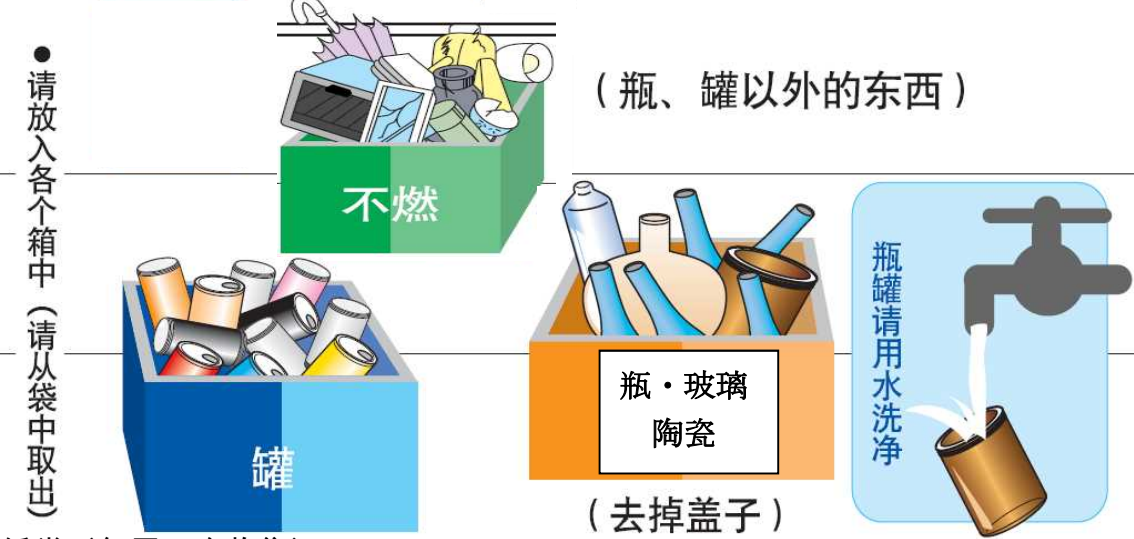 ●请放入各个箱中（请从袋中取出）
（瓶、罐以外的东西）
不燃
罐
瓶·玻璃
陶瓷
（去掉盖子）
瓶罐请用水洗净